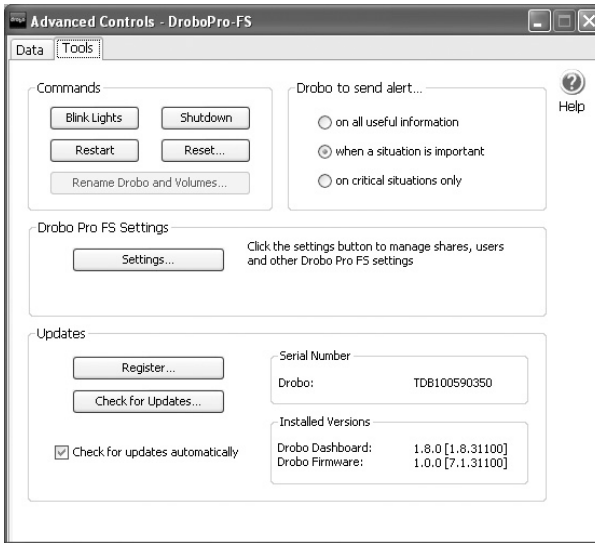 Advanced Controls - DroboPro-FS
Data
Tools
Commands
Blink Lights
Shutdown
Restart
Reset...
Rename Drobo and Volumes...
Drobo to send alert...
on all useful information
when a situation is important
on critical situations only
Help
Drobo Pro FS Settings
Settings...
Click the settings button to manage shares, users
and other Drobo Pro FS settings
Updates
Register...
Check for Updates...
Check for updates automatically
Serial Number
Drobo: TDB100590350
Installed Versions
Drobo Dashboard: 1.8.0 [1.8.31100]
Drobo Firmware: 1.0.0 [7.1.31100]